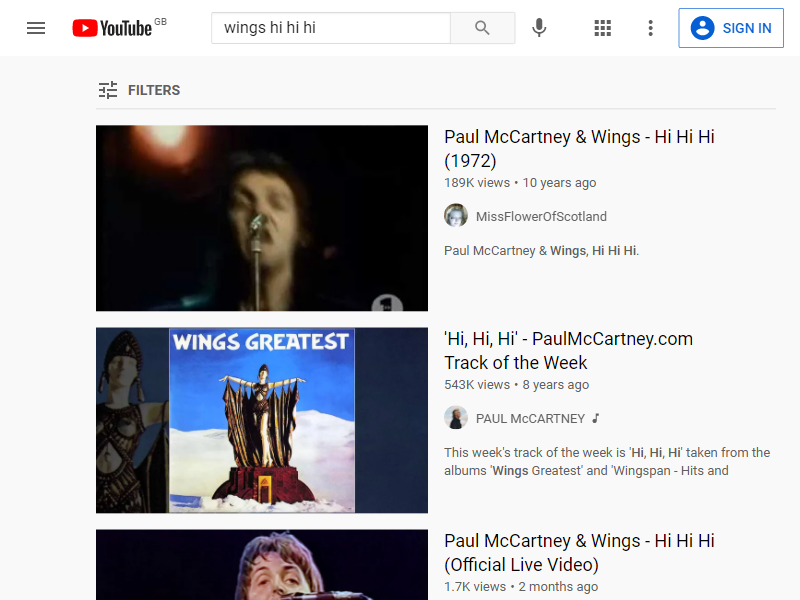 YouTube GB
wings hi hi hi
SIGN IN
FILTERS
Paul McCartney & Wings - Hi Hi Hi
(1972)
189K views • 10 years ago
MissFlowerOfScotland
Paul McCartney & Wings, Hi Hi Hi.
1
WINGS GREATEST
'Hi, Hi, Hi' - PaulMcCartney.com
Track of the Week
543K views • 8 years ago
PAUL McCARTNEY
This week's track of the week is 'Hi, Hi, Hi' taken from the
albums 'Wings Greatest' and 'Wingspan - Hits and
Paul McCartney & Wings - Hi Hi Hi
(Official Live Video)
1.7K views • 2 months ago